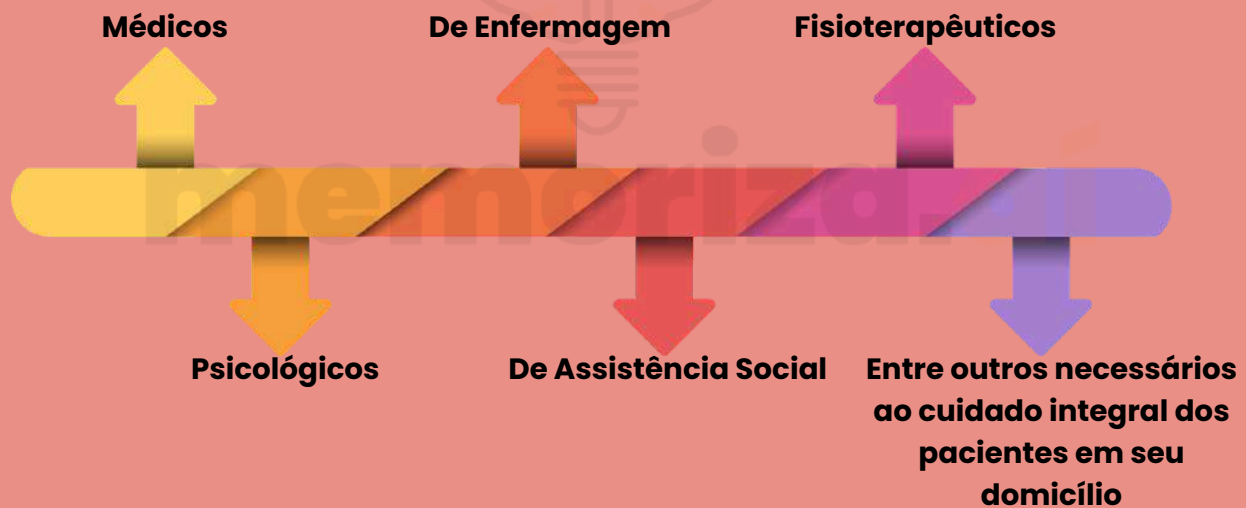 Médicos
De Enfermagem
Fisioterapêuticos
memoriza.aí
Psicológicos
De Assistência Social
Entre outros necessários
ao cuidado integral dos
pacientes em seu
domicílio